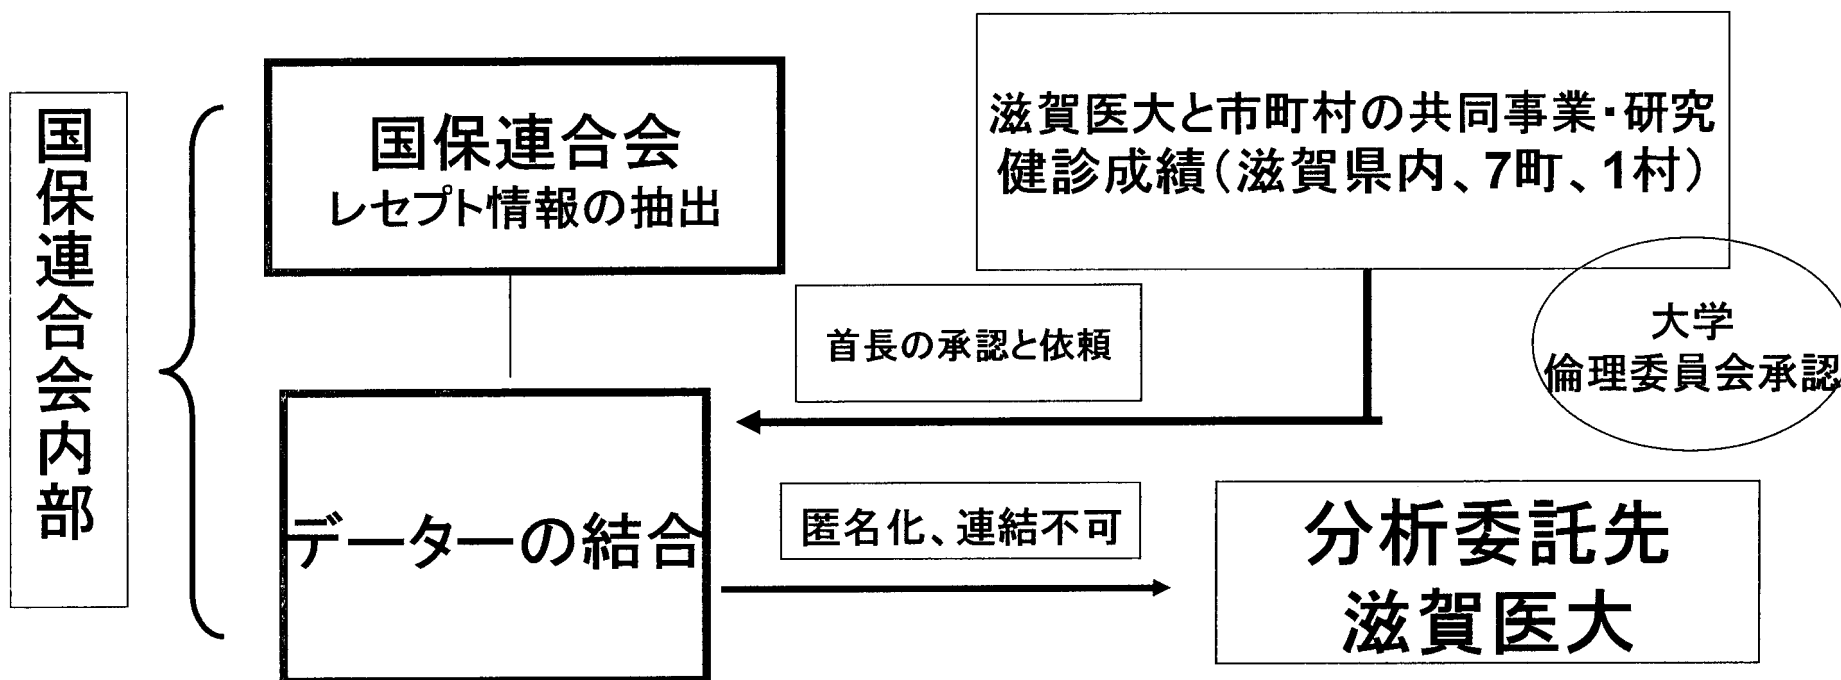 国保連合会内部
国保連合会
レセプト情報の抽出
滋賀医大と市町村の共同事業・研究
健診成績(滋賀県内、7町、1村)
首長の承認と依頼
大学
倫理委員会承認
データーの結合
匿名化、連結不可
分析委託先
滋賀医大